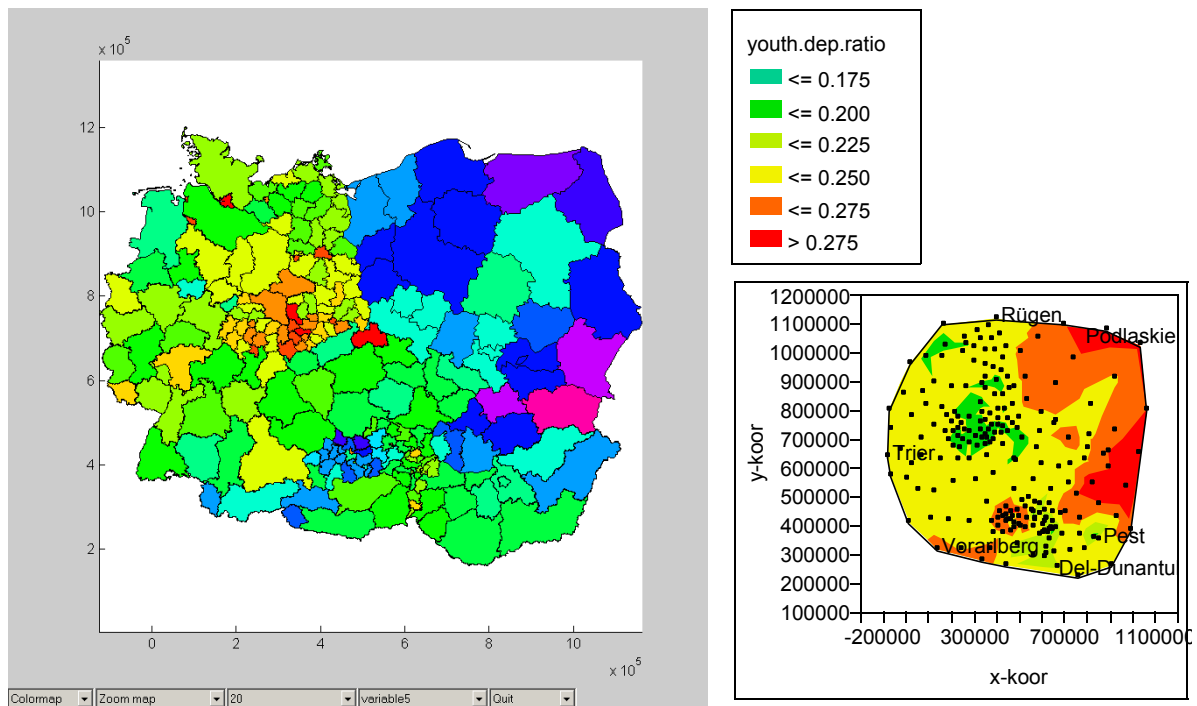 x 10^5
12
10
8
6
4
2
0 2 4 6 8 10
x 10^5
Colormap Zoom map 20 variable5 Quit
youth.dep.ratio
<= 0.175
<= 0.200
<= 0.225
<= 0.250
<= 0.275
> 0.275
y-koor
1200000
1100000
1000000
900000
800000
700000
600000
500000
400000
300000
200000
100000
Rügen
Podlaskie
Trier
Pest
Vorarlberg
Del-Dunantu
-200000 300000 700000 1100000
x-koor